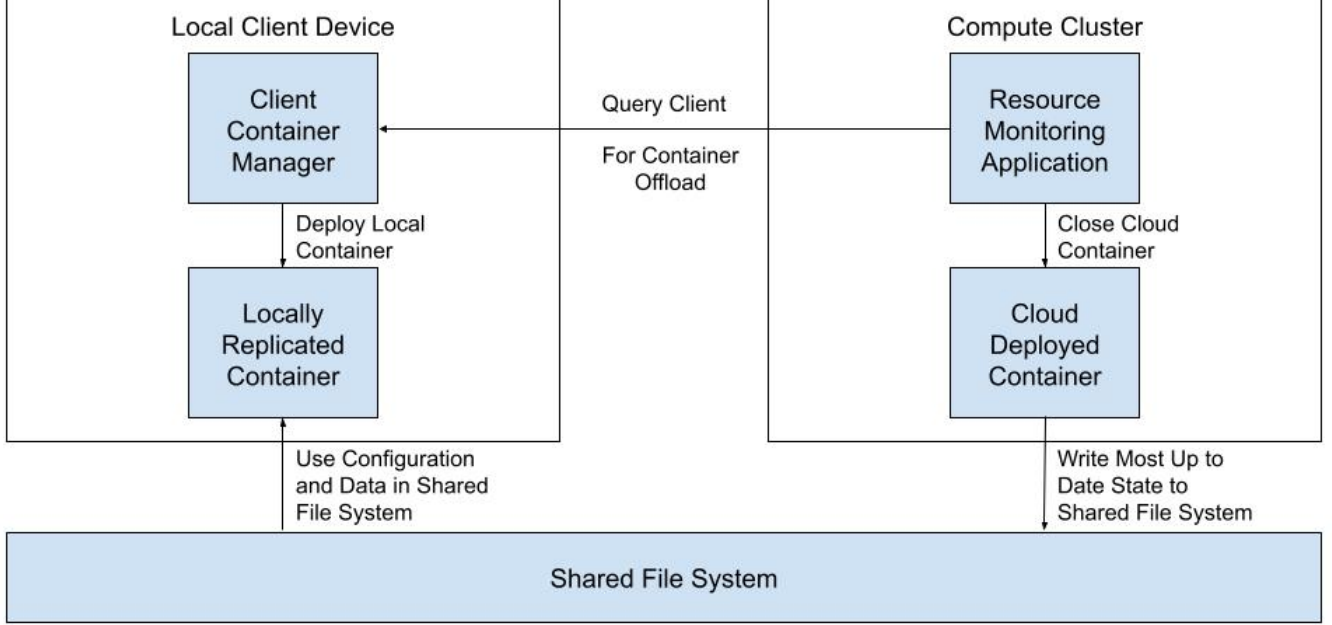 Local Client Device
Compute Cluster
Client
Container
Manager
Query Client
For Container
Offload
Resource
Monitoring
Application
Deploy Local
Container
Close Cloud
Container
Locally
Replicated
Container
Cloud
Deployed
Container
Use Configuration
and Data in Shared
File System
Write Most Up to
Date State to
Shared File System
Shared File System